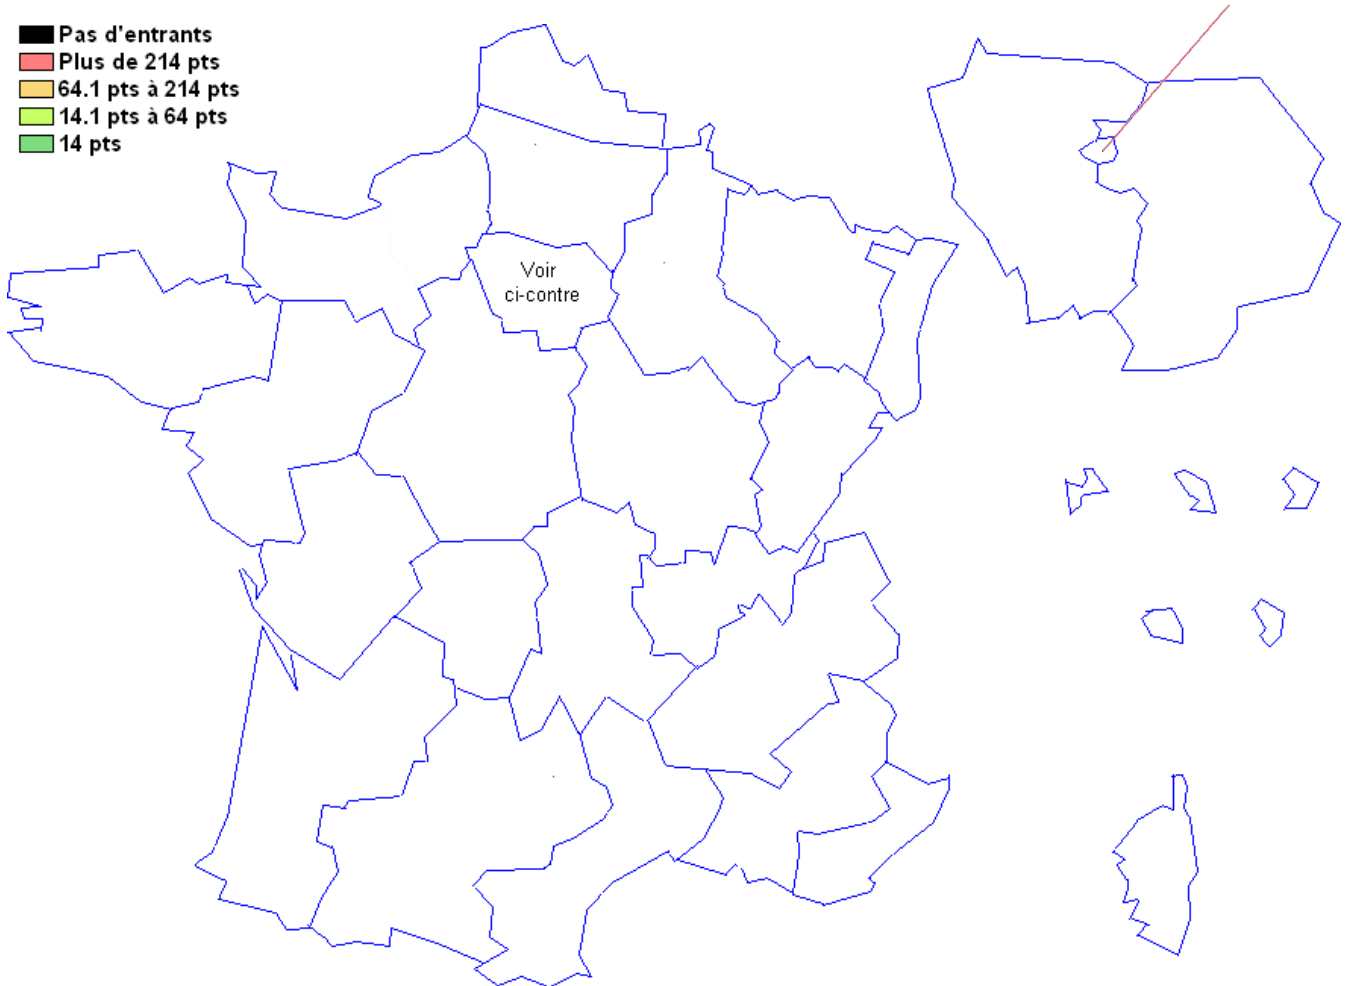 Pas d'entrants
Plus de 214 pts
64.1 pts à 214 pts
14.1 pts à 64 pts
14 pts
Voir
ci-contre